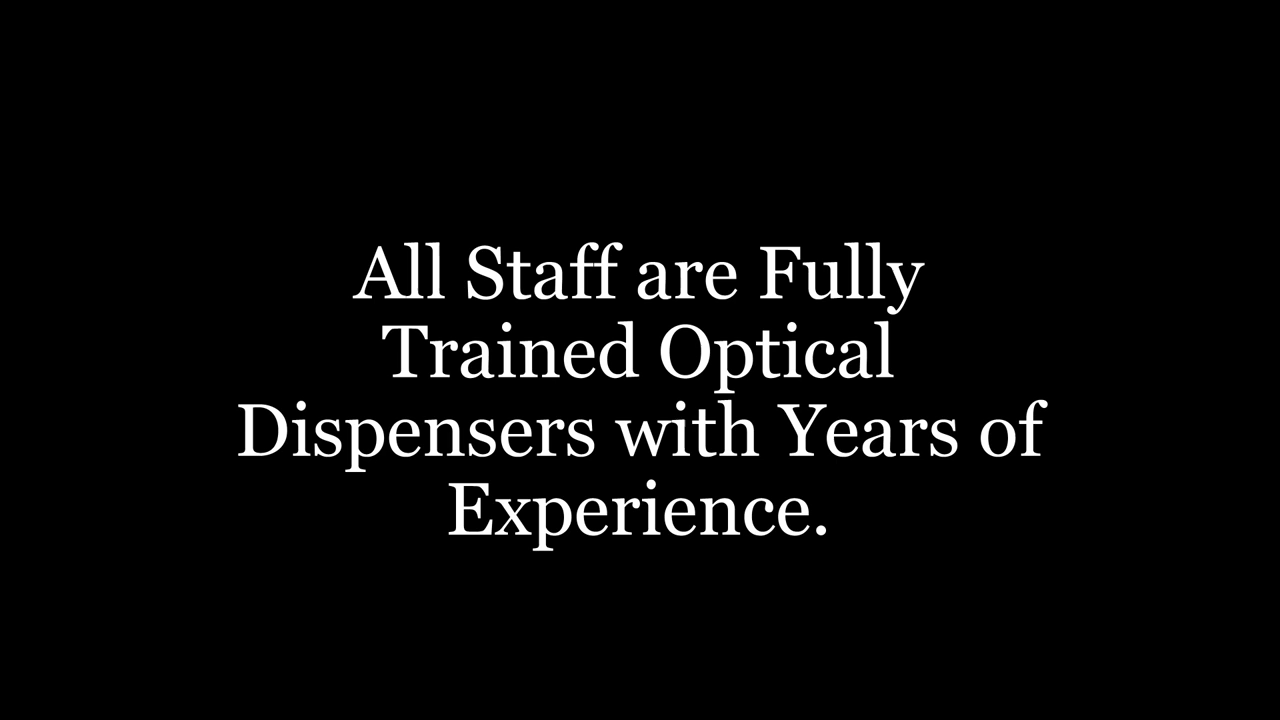 All Staff are Fully
Trained Optical
Dispensers with Years of
Experience.